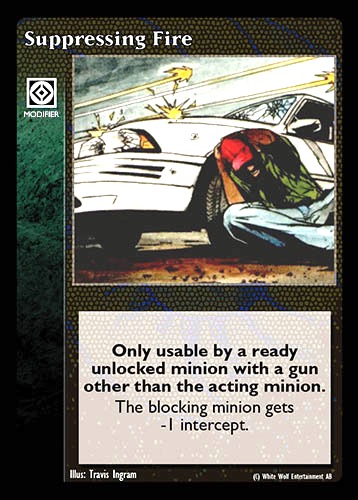 Suppressing Fire
MODIFIER
Only usable by a ready
unlocked minion with a gun
other than the acting minion.
The blocking minion gets
-1 intercept.
Illus: Travis Ingram
(C) White Wolf Entertainment AB